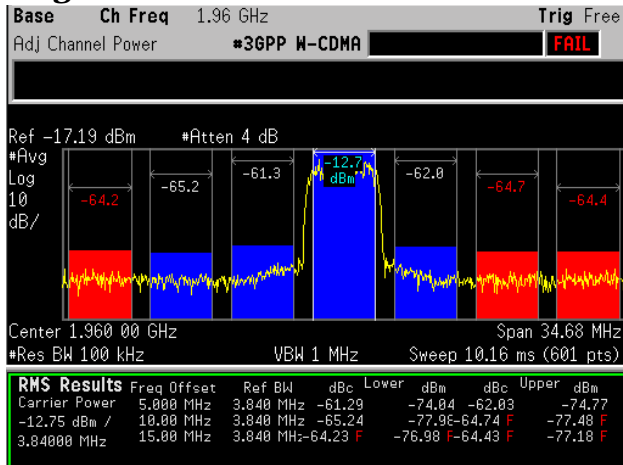 Base Ch Freq 1.96 GHz Trig Free
Adj Channel Power #3GPP W-CDMA FAIL
Ref -17.19 dBm #Atten 4 dB
#Avg
Log
10
dB/
-64.2 -65.2 -61.3 -12.7 dBm -62.0 -64.7 -64.4
Center 1.960 00 GHz Span 34.68 MHz
#Res BW 100 kHz VBW 1 MHz Sweep 10.16 ms (601 pts)
RMS Results Freq Offset Ref BW dBc Lower dBm dBc Upper dBm
Carrier Power 5.000 MHz 3.840 MHz -61.29 -74.04 -62.03 -74.77
-12.75 dBm / 10.00 MHz 3.840 MHz -65.24 -77.98 -64.74 F -77.48 F
3.84000 MHz 15.00 MHz 3.840 MHz -64.23 F -76.98 F -64.43 F -77.18 F